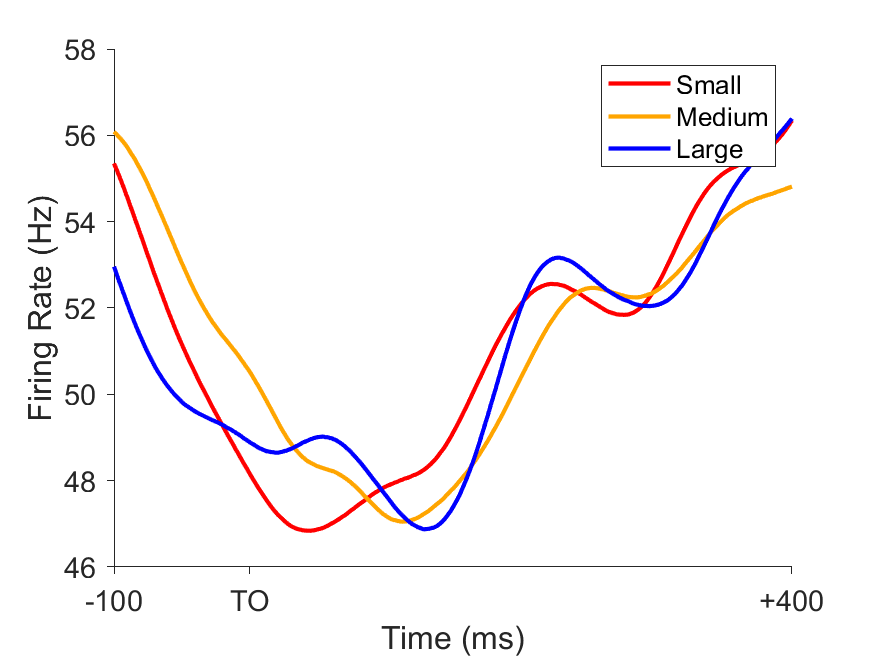 58
56
54
52
50
48
46
Firing Rate (Hz)
Small
Medium
Large
-100
TO
+400
Time (ms)